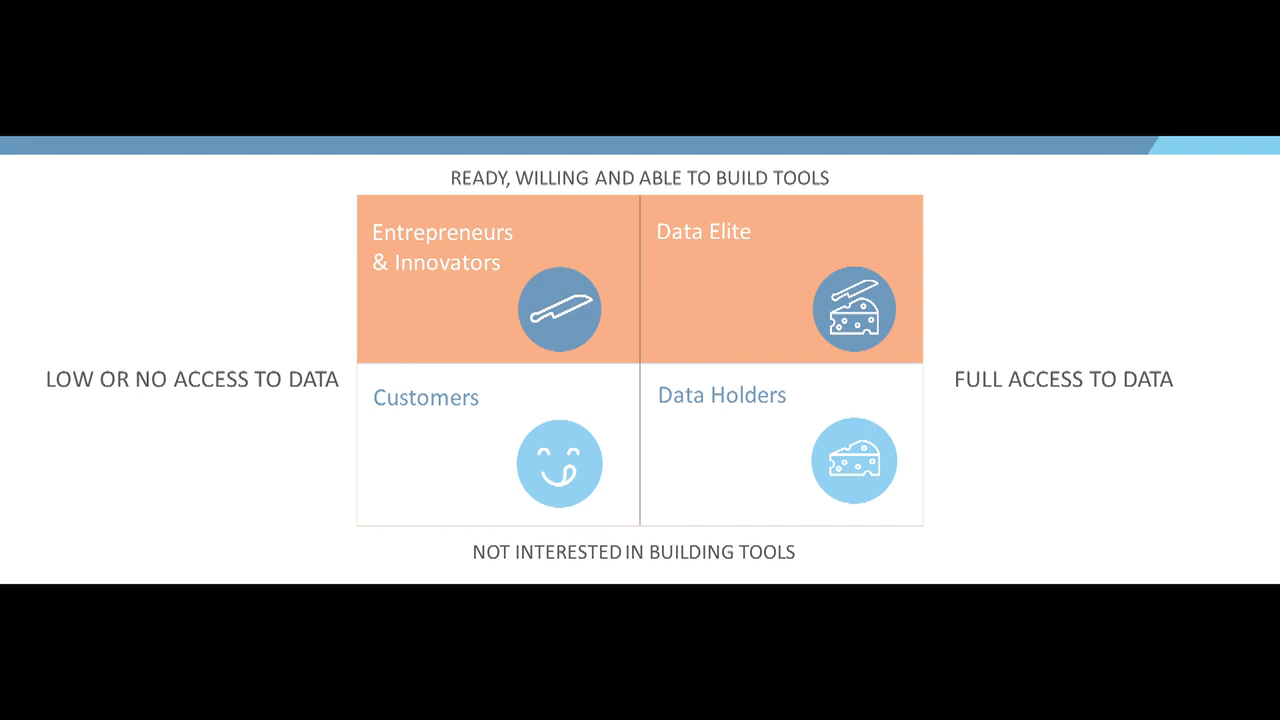 READY, WILLING AND ABLE TO BUILD TOOLS
Entrepreneurs
& Innovators
Data Elite
LOW OR NO ACCESS TO DATA
FULL ACCESS TO DATA
Customers
Data Holders
NOT INTERESTED IN BUILDING TOOLS